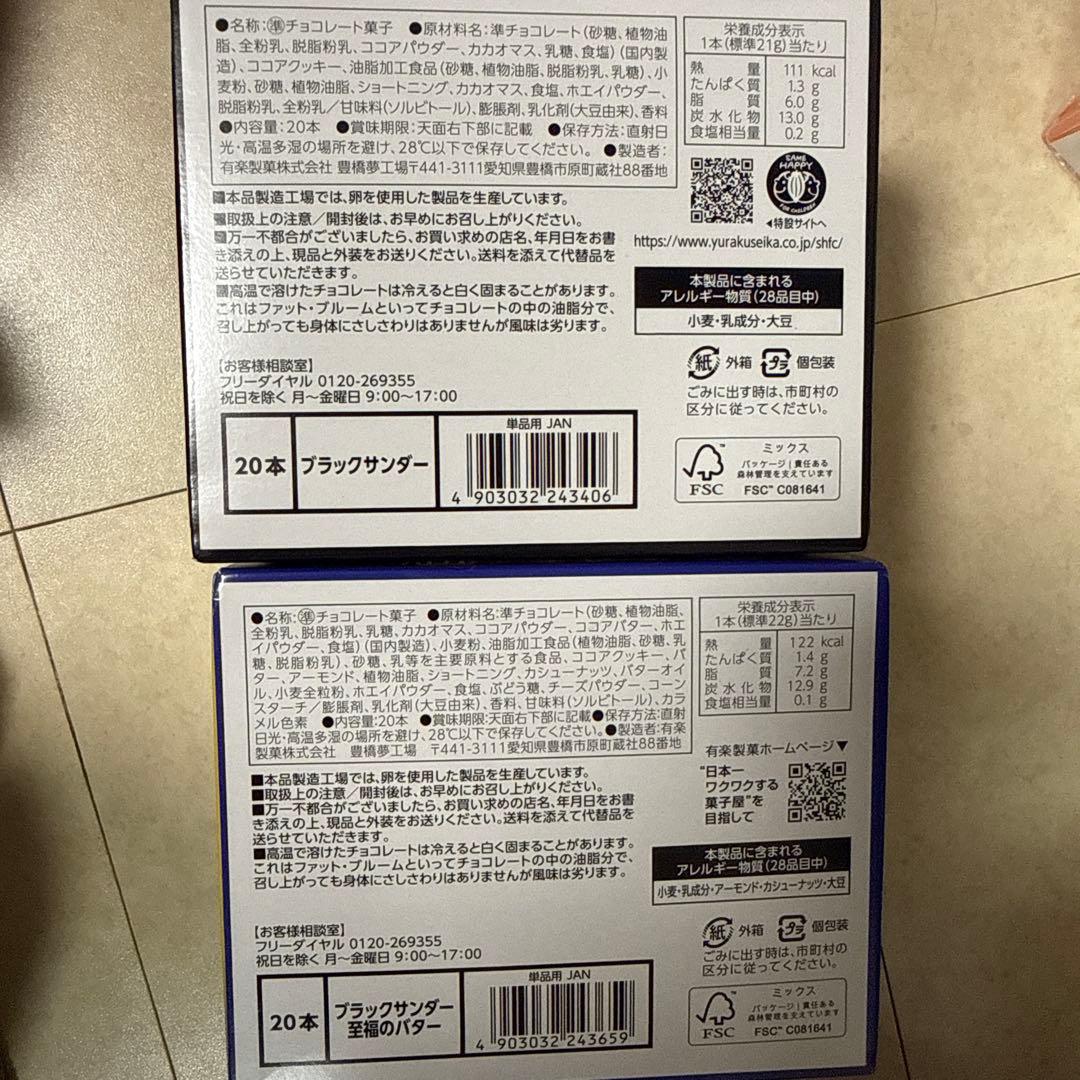 ●名称:㊜チョコレート菓子 ●原材料名:準チョコレート(砂糖、植物油
脂、全粉乳、脱脂粉乳、ココアパウダー、カカオマス、乳糖、食塩)(国内製
造)、ココアクッキー、油脂加工食品(砂糖、植物油脂、脱脂粉乳、乳糖)、小
麦粉、砂糖、植物油脂、ショートニング、カカオマス、食塩、ホエイパウダー、
脱脂粉乳、全粉乳/甘味料(ソルビトール)、膨脹剤、乳化剤(大豆由来)、香料
●内容量:20本 ●賞味期限:天面右下部に記載 ●保存方法:直射日
光・高温多湿の場所を避け、28℃以下で保存してください。 ●製造者:
有楽製菓株式会社 豊橋夢工場〒441-3111愛知県豊橋市原町蔵社88番地
栄養成分表示
1本(標準21g)当たり
熱量 111 kcal
たんぱく質 1.3 g
脂質 6.0 g
炭水化物 13.0 g
食塩相当量 0.2 g
■本品製造工場では、卵を使用した製品を生産しています。
■取扱上の注意/開封後は、お早めにお召し上がりください。
■万一不都合がございましたら、お買い求めの店名、年月日をお書
き添えの上、現品と外装をお送りください。送料を添えて代替品を
送らせていただきます。
■高温で溶けたチョコレートは冷えると白く固まることがあります。
これはファット・ブルームといってチョコレートの中の油脂分で、
召し上がっても身体にさしさわりはありませんが風味は劣ります。
SAME HAPPY
FOR CHILDREN
◀特設サイトへ
https://www.yurakuseika.co.jp/shfc/
本製品に含まれる
アレルギー物質(28品目中)
小麦・乳成分・大豆
紙 外箱 プラ 個包装
ごみに出す時は、市町村の
区分に従ってください。
【お客様相談室】
フリーダイヤル 0120-269355
祝日を除く 月～金曜日 9:00～17:00
20本 ブラックサンダー
単品用 JAN
4 903032 243406
FSC
ミックス
パッケージ|責任ある
森林管理を支えています
FSC™ C081641
●名称:㊜チョコレート菓子 ●原材料名:準チョコレート(砂糖、植物油脂、
全粉乳、脱脂粉乳、乳糖、カカオマス、ココアパウダー、ココアバター、ホエ
イパウダー、食塩)(国内製造)、小麦粉、油脂加工食品(植物油脂、砂糖、乳
糖、脱脂粉乳)、砂糖、乳等を主要原料とする食品、ココアクッキー、バ
ター、アーモンド、植物油脂、ショートニング、カシューナッツ、バターオイ
ル、小麦全粒粉、ホエイパウダー、食塩、ぶどう糖、チーズパウダー、コーン
スターチ/膨脹剤、乳化剤(大豆由来)、香料、甘味料(ソルビトール)、カラ
メル色素 ●内容量:20本 ●賞味期限:天面右下部に記載●保存方法:直射
日光・高温多湿の場所を避け、28℃以下で保存してください。●製造者:有楽
製菓株式会社 豊橋夢工場 〒441-3111愛知県豊橋市原町蔵社88番地
栄養成分表示
1本(標準22g)当たり
熱量 122 kcal
たんぱく質 1.4 g
脂質 7.2 g
炭水化物 12.9 g
食塩相当量 0.1 g
■本品製造工場では、卵を使用した製品を生産しています。
■取扱上の注意/開封後は、お早めにお召し上がりください。
■万一不都合がございましたら、お買い求めの店名、年月日をお書
き添えの上、現品と外装をお送りください。送料を添えて代替品を
送らせていただきます。
■高温で溶けたチョコレートは冷えると白く固まることがあります。
これはファット・ブルームといってチョコレートの中の油脂分で、
召し上がっても身体にさしさわりはありませんが風味は劣ります。
有楽製菓ホームページ▼
"日本一
ワクワクする
菓子屋"を
目指して
本製品に含まれる
アレルギー物質(28品目中)
小麦・乳成分・アーモンド・カシューナッツ・大豆
紙 外箱 プラ 個包装
ごみに出す時は、市町村の
区分に従ってください。
【お客様相談室】
フリーダイヤル 0120-269355
祝日を除く 月～金曜日 9:00～17:00
20本 ブラックサンダー
至福のバター
単品用 JAN
4 903032 243659
FSC
ミックス
パッケージ|責任ある
森林管理を支えています
FSC™ C081641